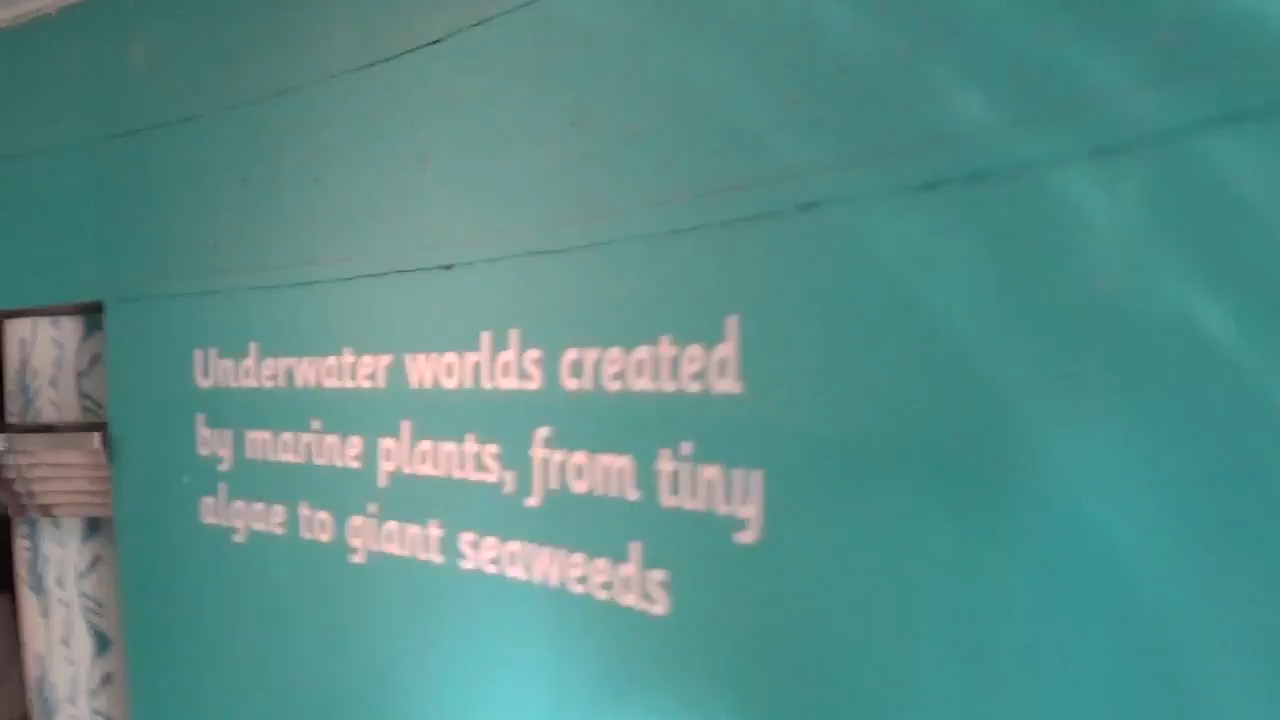 Underwater worlds created
by marine plants, from tiny
algae to giant seaweeds